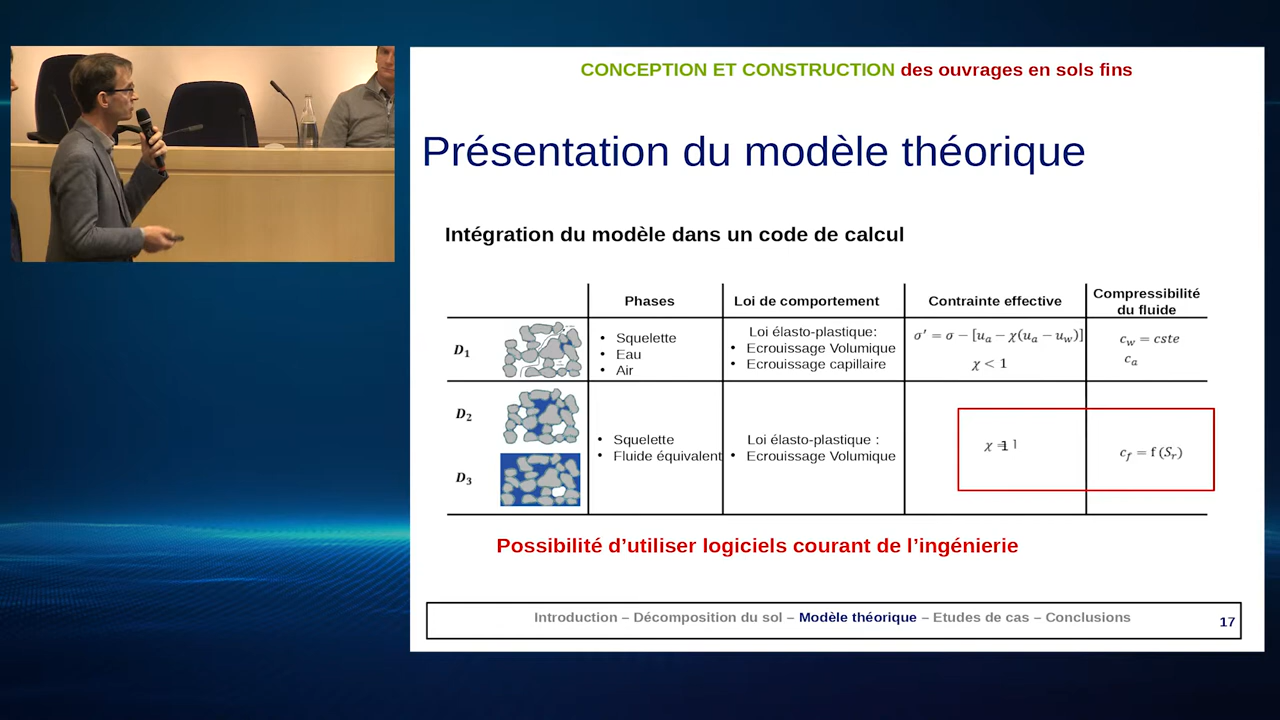 CONCEPTION ET CONSTRUCTION des ouvrages en sols fins
Présentation du modèle théorique
Intégration du modèle dans un code de calcul
Phases
Loi de comportement
Contrainte effective
Compressibilité
du fluide
D₁
• Squelette
• Eau
• Air
Loi élasto-plastique:
• Ecrouissage Volumique
• Ecrouissage capillaire
σ′ = σ − [uₐ − χ(uₐ − u_w)]
χ < 1
c_w = cste
cₐ
D₂
D₃
• Squelette
• Fluide équivalent
Loi élasto-plastique :
• Ecrouissage Volumique
χ = 1
c_f = f (Sᵣ)
Possibilité d’utiliser logiciels courant de l’ingénierie
Introduction – Décomposition du sol – Modèle théorique – Etudes de cas – Conclusions
17